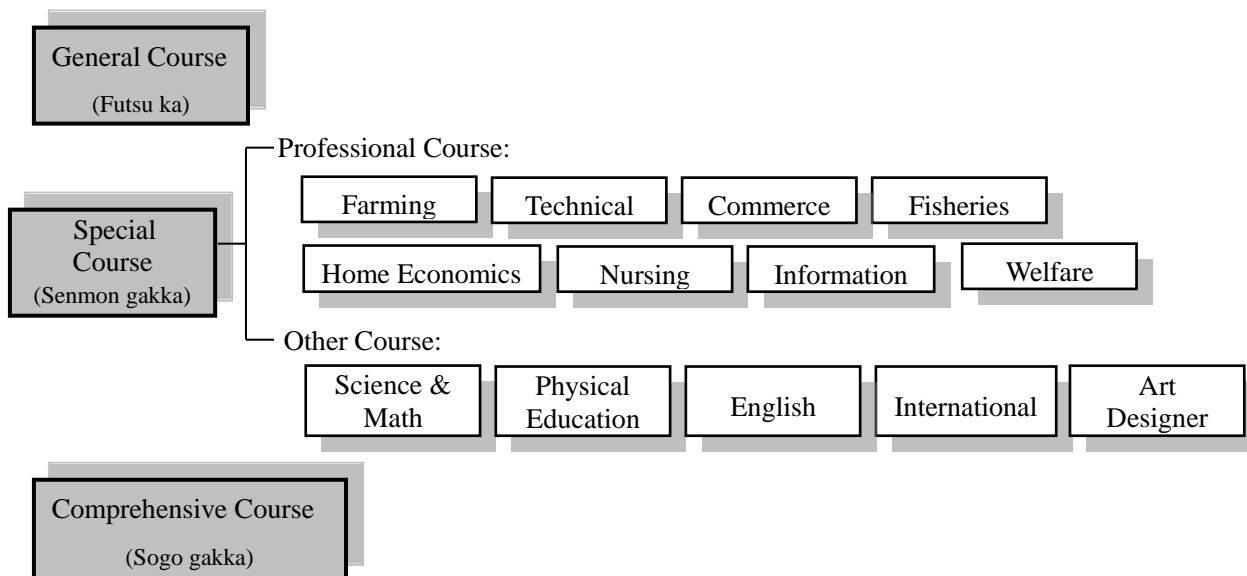 General Course
(Futsu ka)
Professional Course:
Farming
Technical
Commerce
Fisheries
Special
Course
(Senmon gakka)
Home Economics
Nursing
Information
Welfare
Other Course:
Science &
Math
Physical
Education
English
International
Art
Designer
Comprehensive Course
(Sogo gakka)